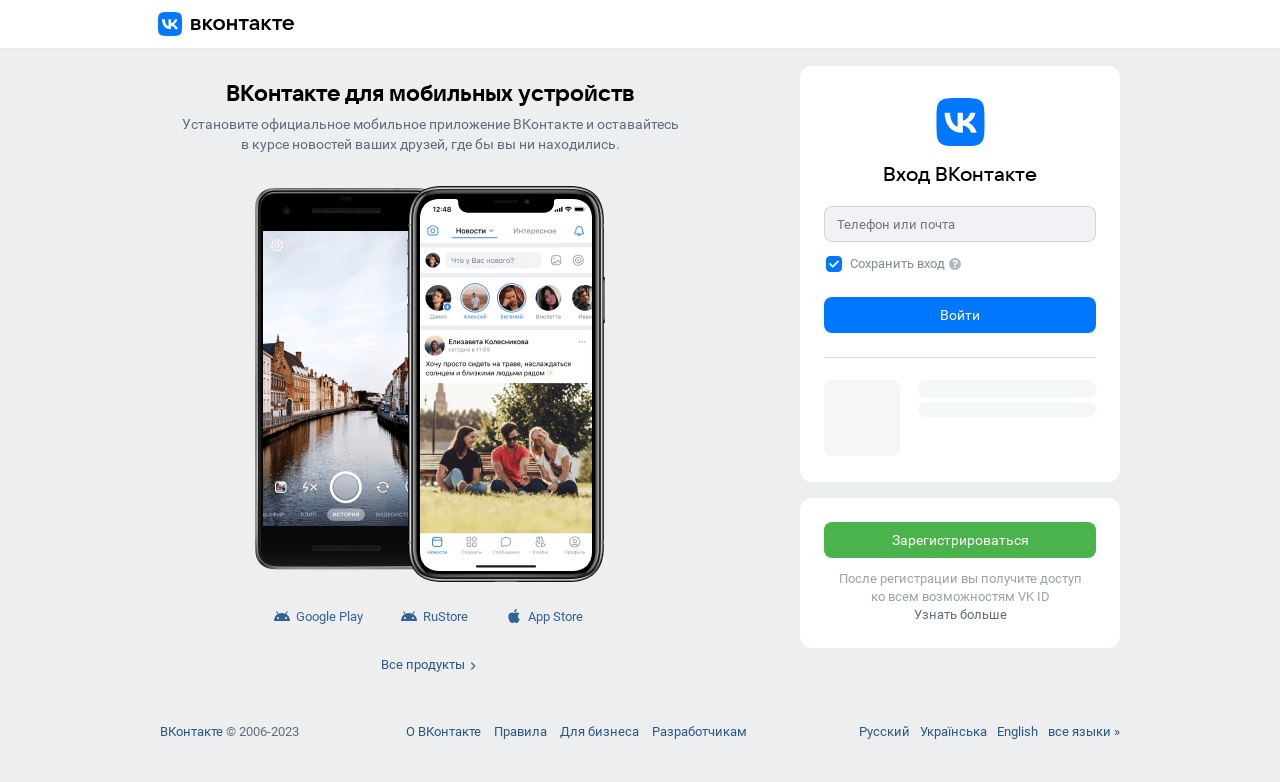 вконтакте
ВКонтакте для мобильных устройств
Установите официальное мобильное приложение ВКонтакте и оставайтесь
в курсе новостей ваших друзей, где бы вы ни находились.
12:48
Новости
Интересное
Что у Вас нового?
Данил
Алексей
Евгений
Виолетта
Иван
Елизавета Колесникова
сегодня в 11:59
Хочу просто сидеть на траве, наслаждаться
солнцем и близкими людьми рядом ✨
КЛИП
ИСТОРИЯ
Новости
Сервисы
Сообщения
Клипы
Профиль
Google Play
RuStore
App Store
Все продукты
Вход ВКонтакте
Телефон или почта
Сохранить вход
Войти
Зарегистрироваться
После регистрации вы получите доступ
ко всем возможностям VK ID
Узнать больше
ВКонтакте © 2006-2023
О ВКонтакте Правила Для бизнеса Разработчикам
Русский Українська English все языки »